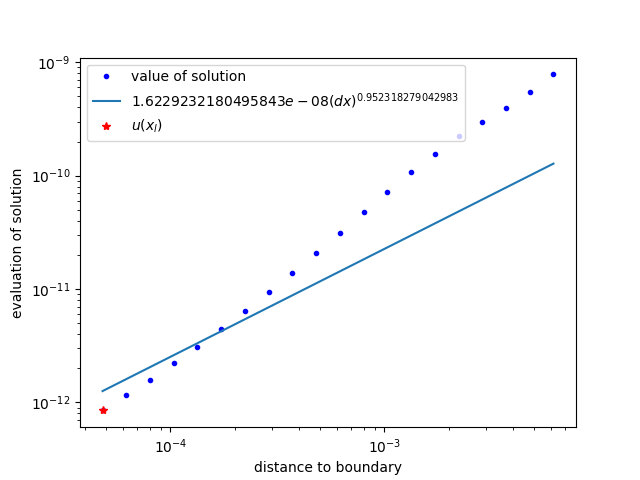 10^{-9}
value of solution
1.6229232180495843e − 08(dx)^{0.952318279042983}
u(x_l)
10^{-10}
10^{-11}
10^{-12}
evaluation of solution
10^{-4}
10^{-3}
distance to boundary